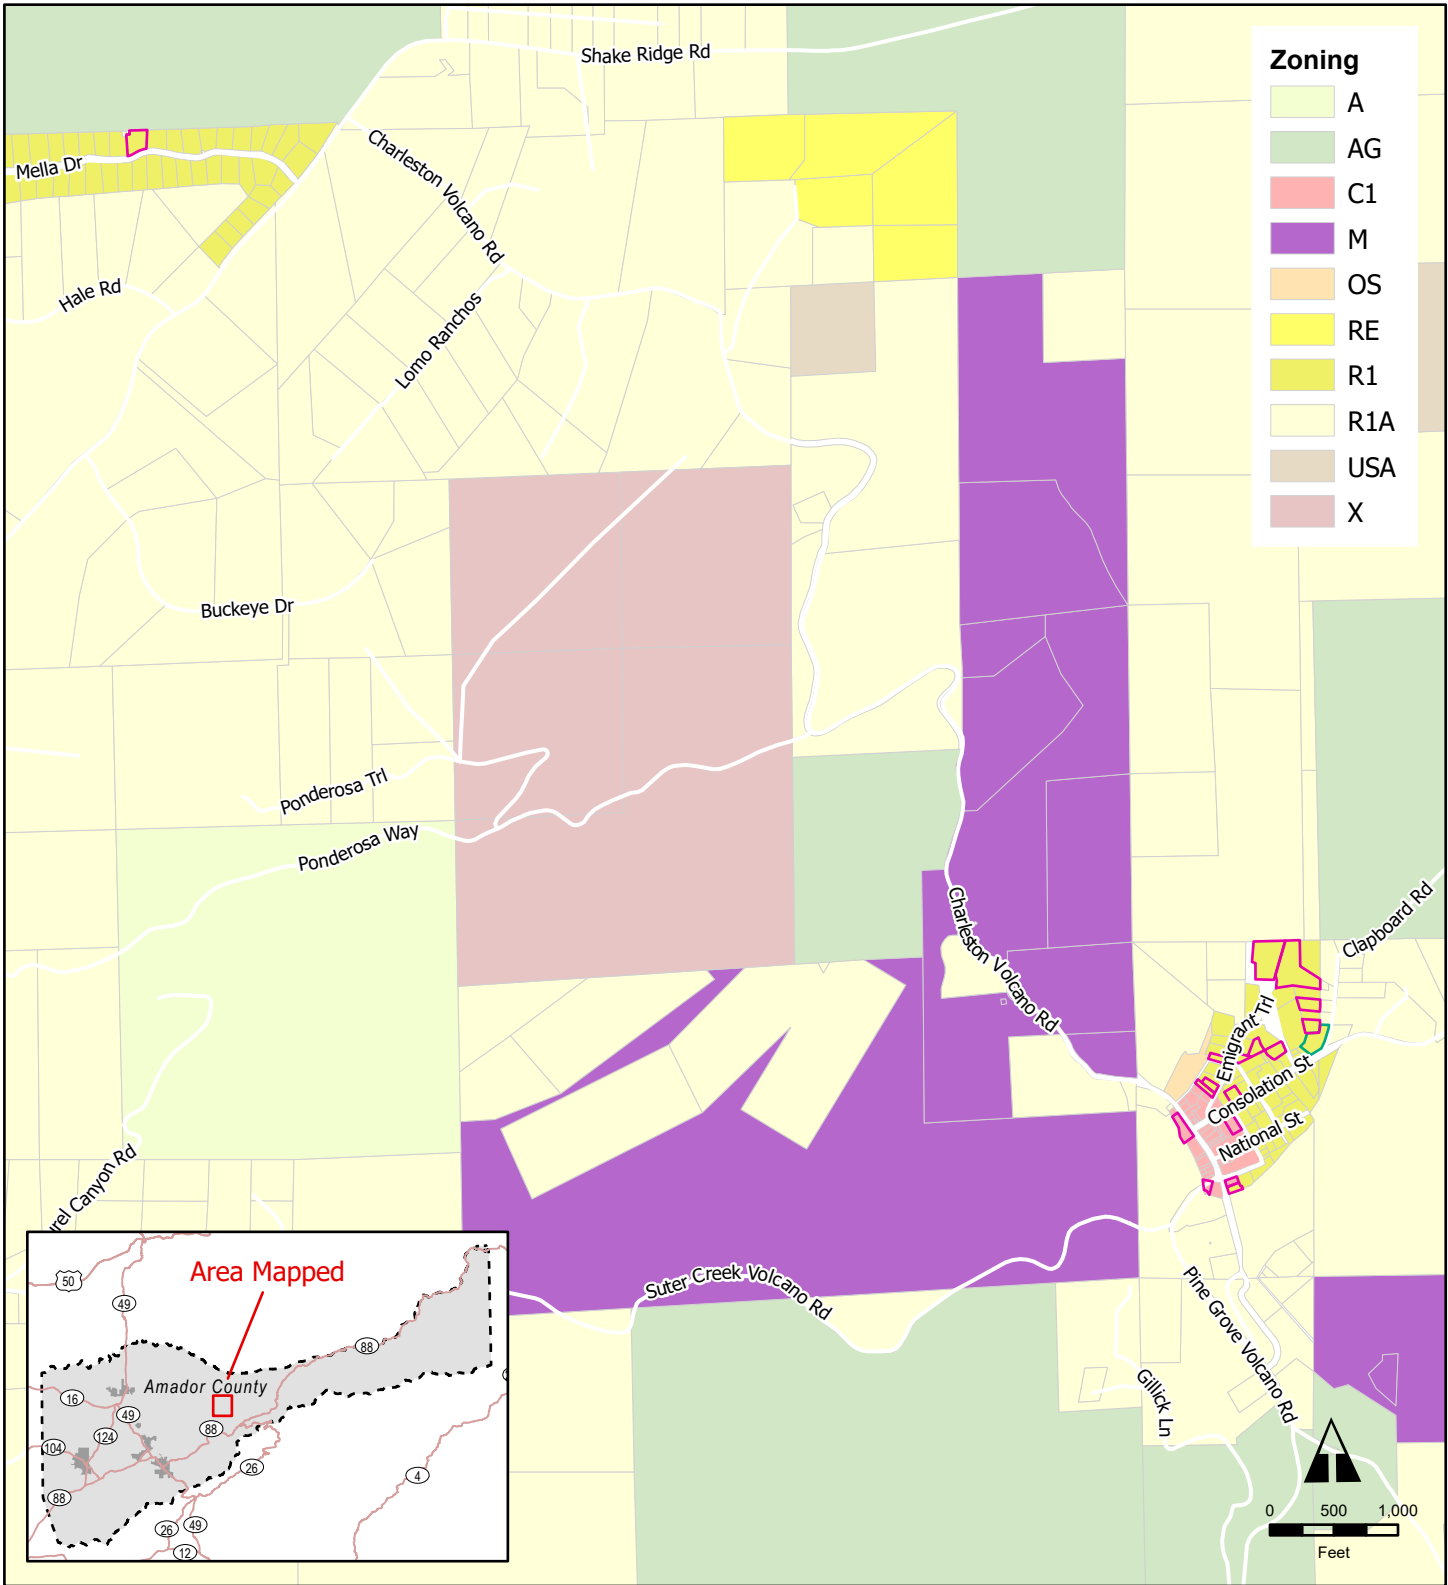 Shake Ridge Rd
Zoning
A
AG
C1
M
OS
RE
R1
R1A
USA
X
Mella Dr
Charleston Volcano Rd
Hale Rd
Lomo Ranchos
Buckeye Dr
Ponderosa Trl
Ponderosa Way
Charleston Volcano Rd
Clapboard Rd
Emigrant Trl
Consolation St
National St
urel Canyon Rd
Suter Creek Volcano Rd
Pine Grove Volcano Rd
Gillick Ln
Area Mapped
50
49
88
Amador County
16
49
88
124
104
26
4
88
26
49
12
0 500 1,000
Feet